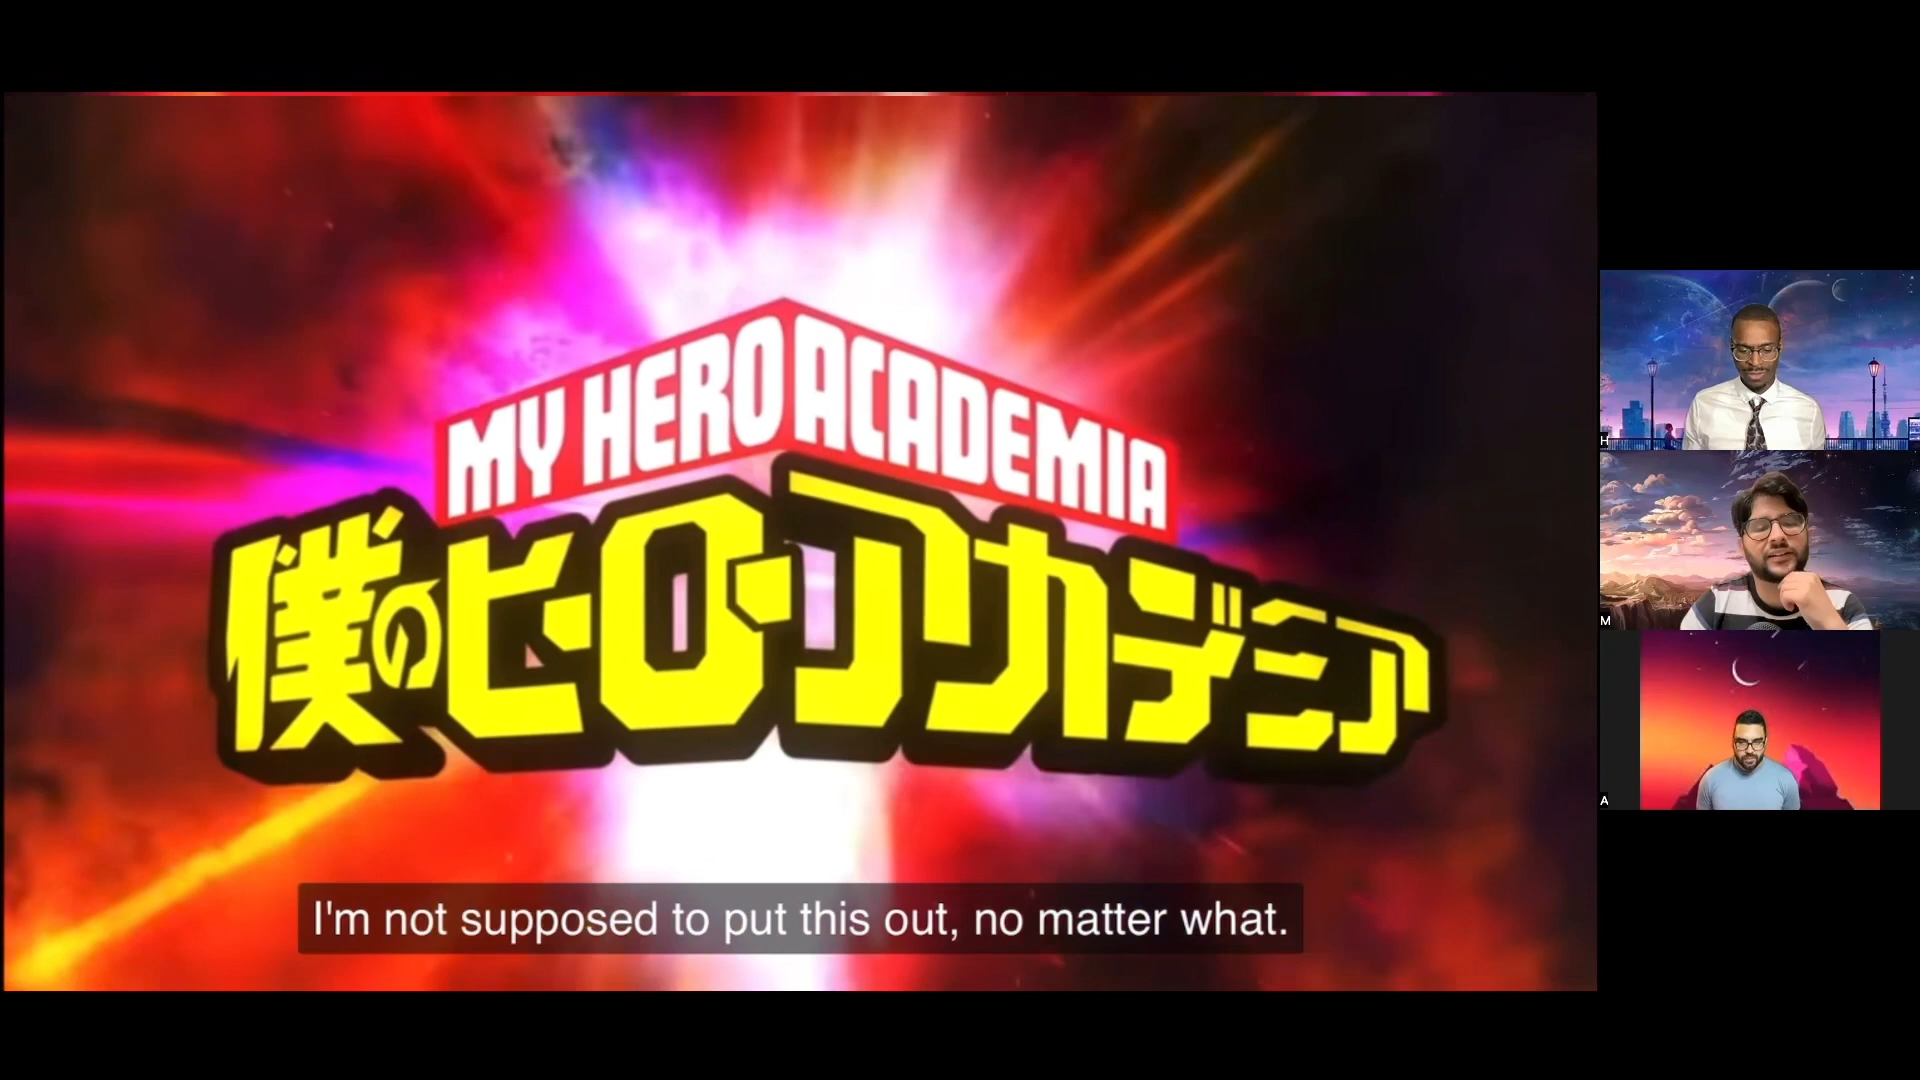 MY HERO ACADEMIA
僕のヒーローアカデミア
I'm not supposed to put this out, no matter what.
H
M
A